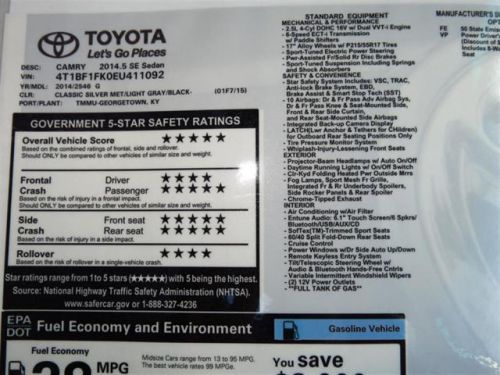 TOYOTA
Let's Go Places
DESC: CAMRY 2014.5 SE Sedan
VIN: 4T1BF1FK0EU411092
YR/MDL: 2014/2546 G
CLR: CLASSIC SILVER MET/LIGHT GRAY/BLACK- (01F7/15)
PORT/PLANT: TMMU-GEORGETOWN, KY
GOVERNMENT 5-STAR SAFETY RATINGS
Overall Vehicle Score ★★★★★
Based on the combined ratings of frontal, side and rollover.
Should ONLY be compared to other vehicles of similar size and weight.
Frontal Driver ★★★★
Crash Passenger ★★★★★
Based on the risk of injury in a frontal impact.
Should ONLY be compared to other vehicles of similar size and weight.
Side Front seat ★★★★★
Crash Rear seat ★★★★★
Based on the risk of injury in a side impact.
Rollover ★★★★
Based on the risk of rollover in a single-vehicle crash.
Star ratings range from 1 to 5 stars (★★★★★) with 5 being the highest.
Source: National Highway Traffic Safety Administration (NHTSA).
www.safercar.gov or 1-888-327-4236
EPA
DOT Fuel Economy and Environment
Gasoline Vehicle
Fuel Economy
MPG
Midsize Cars range from 13 to 95 MPG.
The best vehicle rates 99 MPGe.
You save
STANDARD EQUIPMENT
MECHANICAL & PERFORMANCE
- 2.5L 4-Cyl DOHC 16V w/ Dual VVT-i Engine
- 6-Speed ECT-i Transmission
w/ Paddle Shifters
- 17" Alloy Wheels w/ P215/55R17 Tires
- Sport-Tuned Electric Power Steering
- Pwr-Assisted Fr/Solid Rr Disc Brakes
- Sport-Tuned Suspension Including Springs
and Shock Absorbers
SAFETY & CONVENIENCE
- Star Safety System Includes: VSC, TRAC,
Anti-lock Brake System, EBD,
Brake Assist & Smart Stop Tech(SST)
- 10 Airbags: Dr & Fr Pass Adv Airbag Sys,
Dr & Fr Pass Knee & Seat-Mounted Side,
Front & Rear Side Curtain,
and Rear Seat-Mounted Side Airbags
- Integrated Back-up Camera Display
- LATCH(Lwr Anchor & Tethers for CHildren)
for Outboard Rear Seating Positions Only
- Tire Pressure Monitor System
- Whiplash-Injury-Lessening Front Seats
EXTERIOR
- Projector-Beam Headlamps w/ Auto On/Off
- Daytime Running Lights w/ On/Off Switch
- Clr-Kyd Folding Heated Pwr Outside Mrrs
- Fog Lamps, Sport Mesh Fr Grille,
Integrated Fr & Rr Underbody Spoilers,
Side Rocker Panels & Rear Spoiler
- Chrome-Tipped Exhaust
INTERIOR
- Air Conditioning w/Air Filter
- Entune Audio: 6.1" Touch Screen/6 Spkrs/
Bluetooth/USB/AUX/CD
- SofTex(TM)-Trimmed Sport Seats
- 60/40 Split Fold-Down Rear Seats
- Cruise Control
- Power Windows w/Dr Side Auto Up/Down
- Remote Keyless Entry System
- Tilt/Telescopic Steering Wheel w/
Audio & Bluetooth Hands-Free Cntrls
- Variable Intermittent Windshield Wipers
- (2) 12V Power Outlets
**FULL TANK OF GAS**
MANUFACTURER'S
FE 50 State Emiss
VP Power Driver's
(Discount of S
Includes